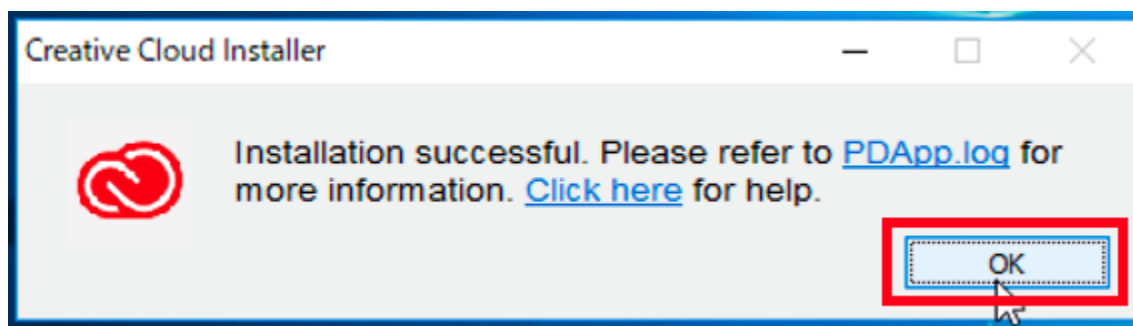 Creative Cloud Installer
Installation successful. Please refer to PDApp.log for
more information. Click here for help.
OK